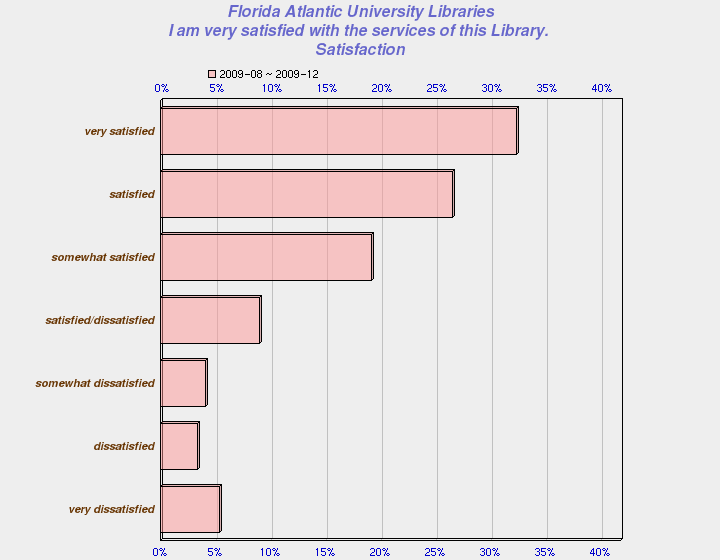 Florida Atlantic University Libraries
I am very satisfied with the services of this Library.
Satisfaction
2009-08 ~ 2009-12
0% 5% 10% 15% 20% 25% 30% 35% 40%
very satisfied
satisfied
somewhat satisfied
satisfied/dissatisfied
somewhat dissatisfied
dissatisfied
very dissatisfied
0% 5% 10% 15% 20% 25% 30% 35% 40%